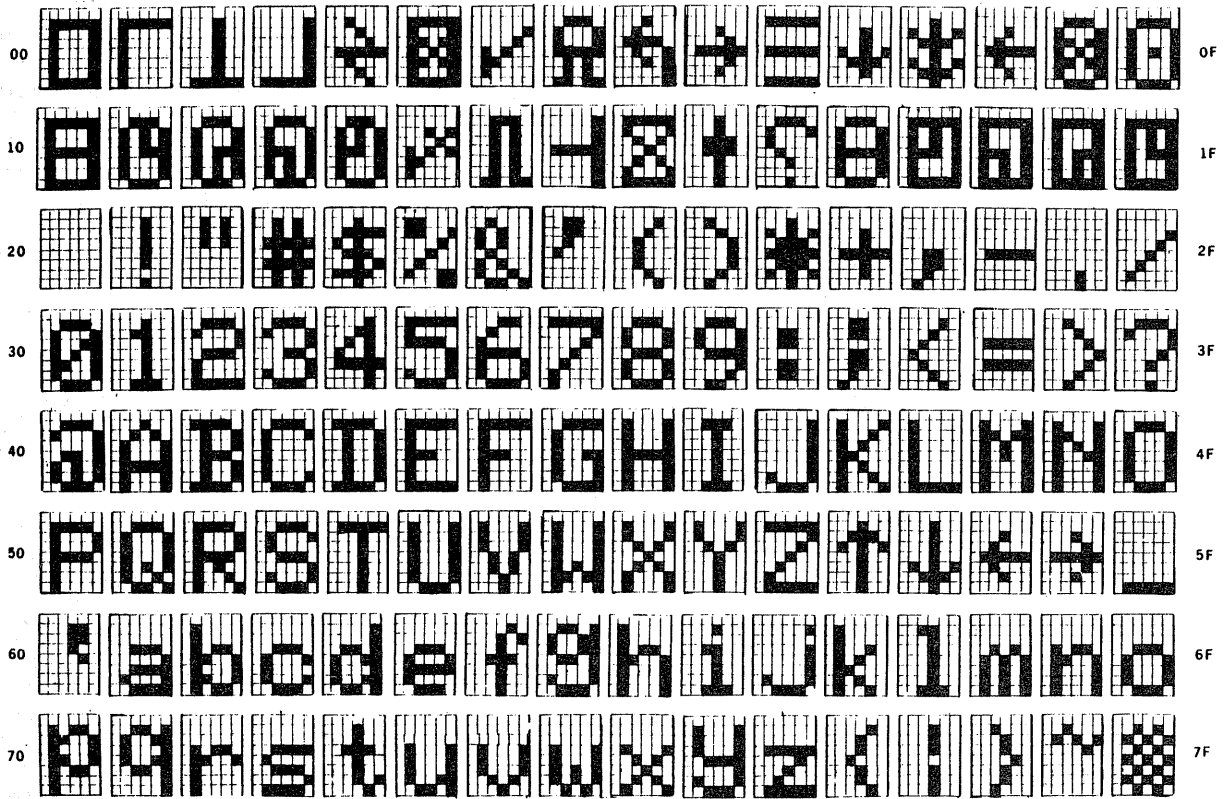 00 0F
10 1F
20 ! " # $ % & ' ( ) * + , - . / 2F
30 0 1 2 3 4 5 6 7 8 9 : ; < = > ? 3F
40 @ A B C D E F G H I J K L M N O 4F
50 P Q R S T U V W X Y Z ↑ ↓ ← → _ 5F
60 ` a b c d e f g h i j k l m n o 6F
70 p q r s t u v w x y z { | } ~ 7F